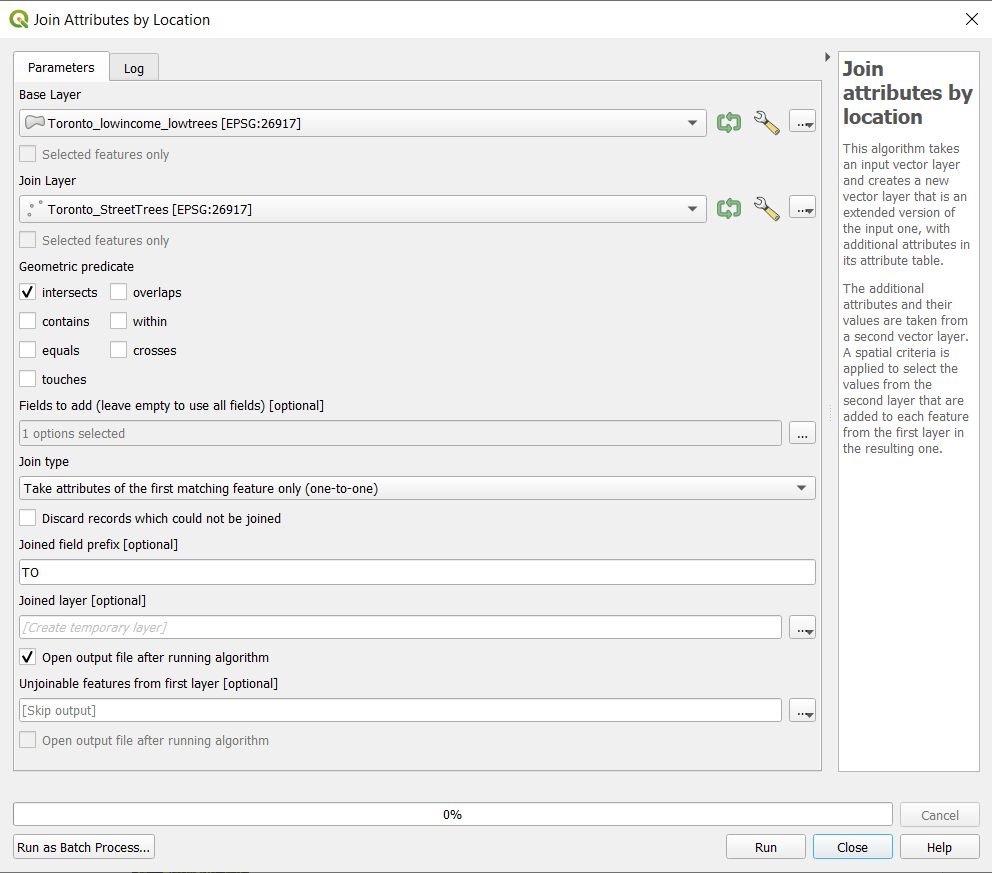 Join Attributes by Location
Parameters
Log
Base Layer
Toronto_lowincome_lowtrees [EPSG:26917]
...
Selected features only
Join Layer
Toronto_StreetTrees [EPSG:26917]
...
Selected features only
Geometric predicate
intersects
overlaps
contains
within
equals
crosses
touches
Fields to add (leave empty to use all fields) [optional]
1 options selected
...
Join type
Take attributes of the first matching feature only (one-to-one)
Discard records which could not be joined
Joined field prefix [optional]
TO
Joined layer [optional]
[Create temporary layer]
...
Open output file after running algorithm
Unjoinable features from first layer [optional]
[Skip output]
...
Open output file after running algorithm
Join
attributes by
location
This algorithm takes
an input vector layer
and creates a new
vector layer that is an
extended version of
the input one, with
additional attributes in
its attribute table.
The additional
attributes and their
values are taken from
a second vector layer.
A spatial criteria is
applied to select the
values from the
second layer that are
added to each feature
from the first layer in
the resulting one.
0%
Cancel
Run as Batch Process...
Run
Close
Help